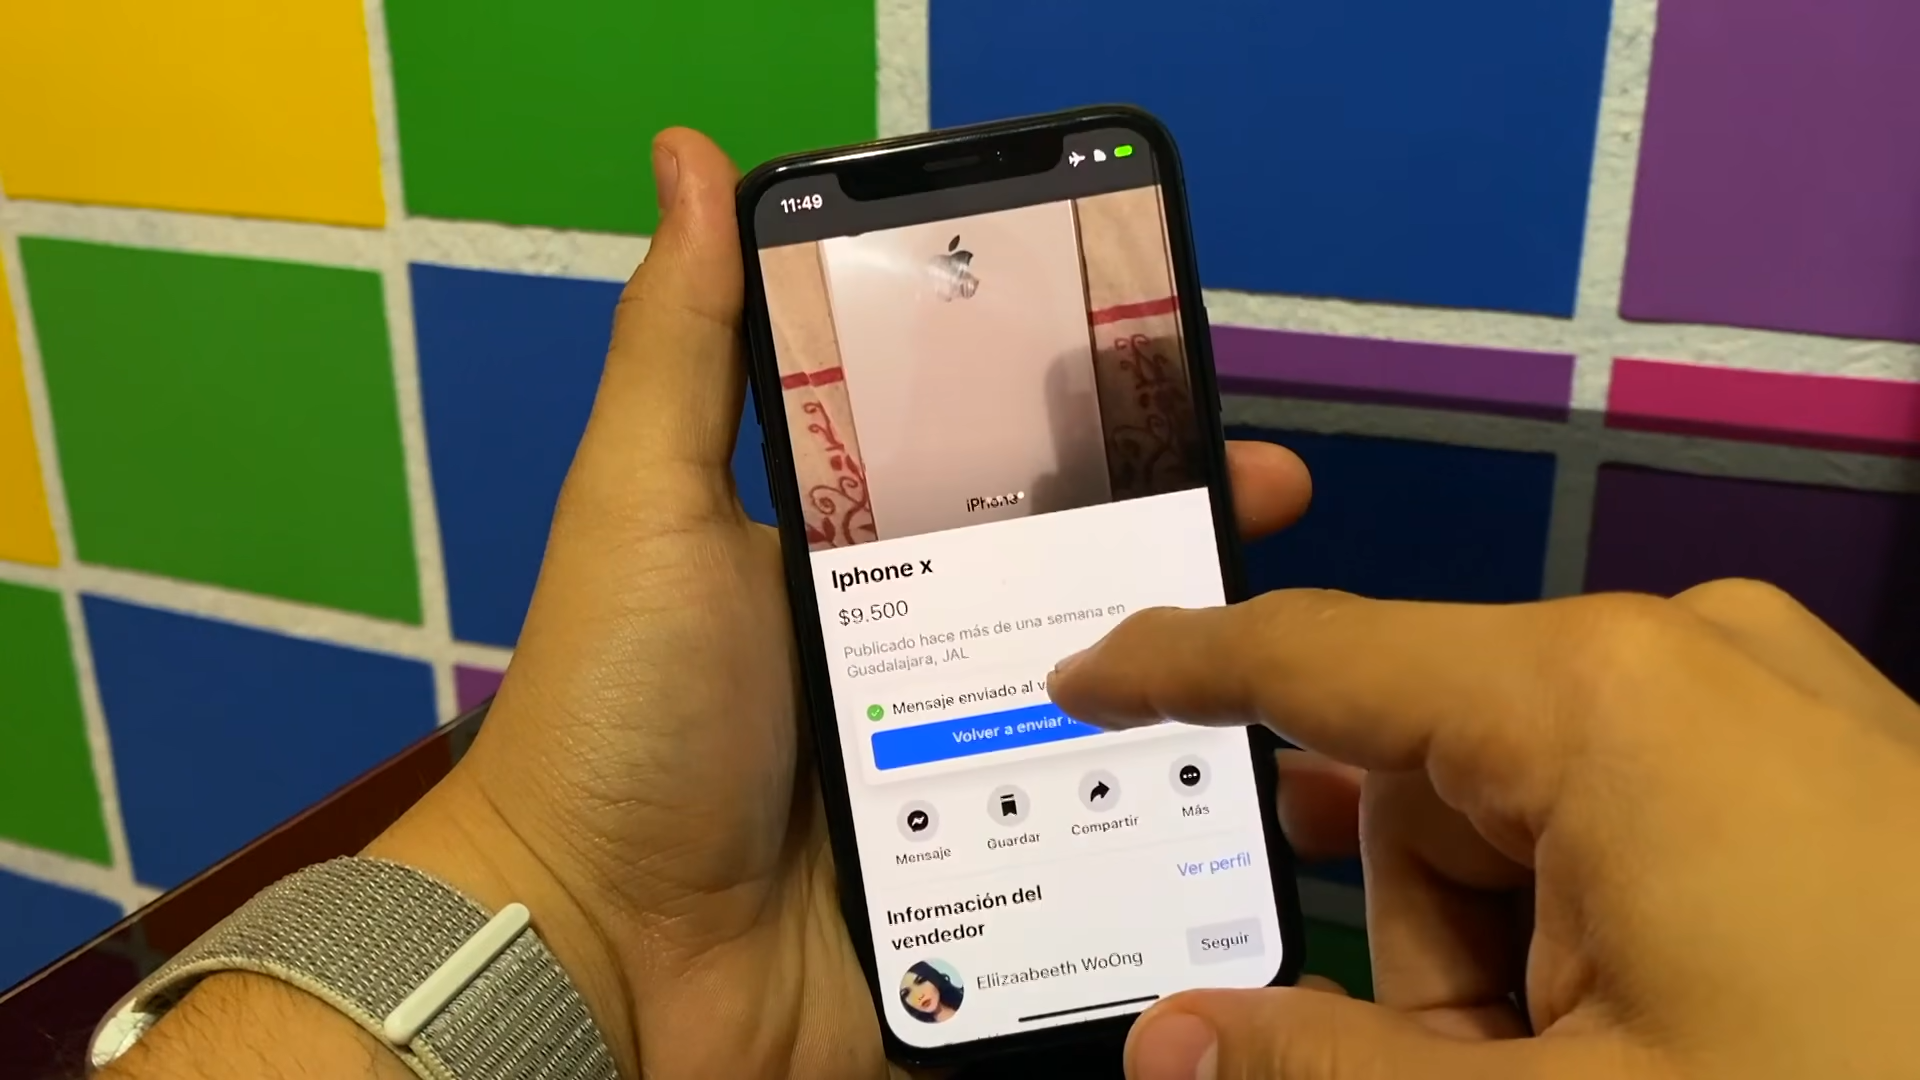 11:49
iPhone
Iphone x
$9.500
Publicado hace más de una semana en
Guadalajara, JAL
Mensaje enviado al v
Volver a enviar
Mensaje
Guardar
Compartir
Más
Información del
vendedor
Ver perfil
Eliizaabeeth WoOng
Seguir